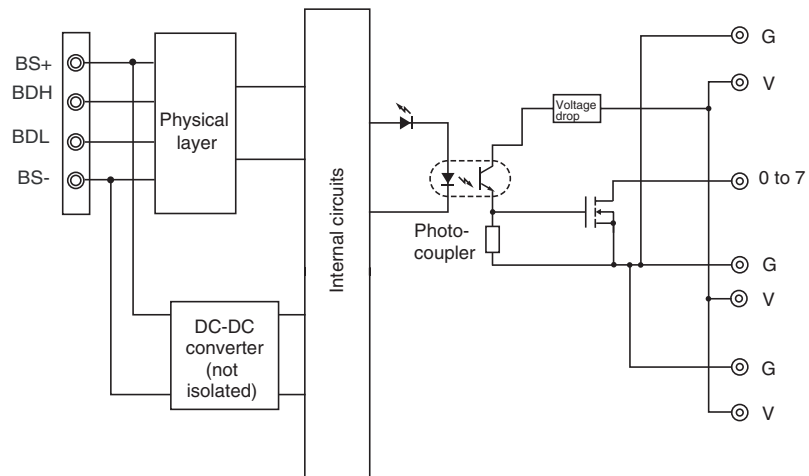 BS+
BDH
BDL
BS-
Physical
layer
DC-DC
converter
(not
isolated)
Internal circuits
Photo-
coupler
Voltage
drop
G
V
0 to 7
G
V
G
V